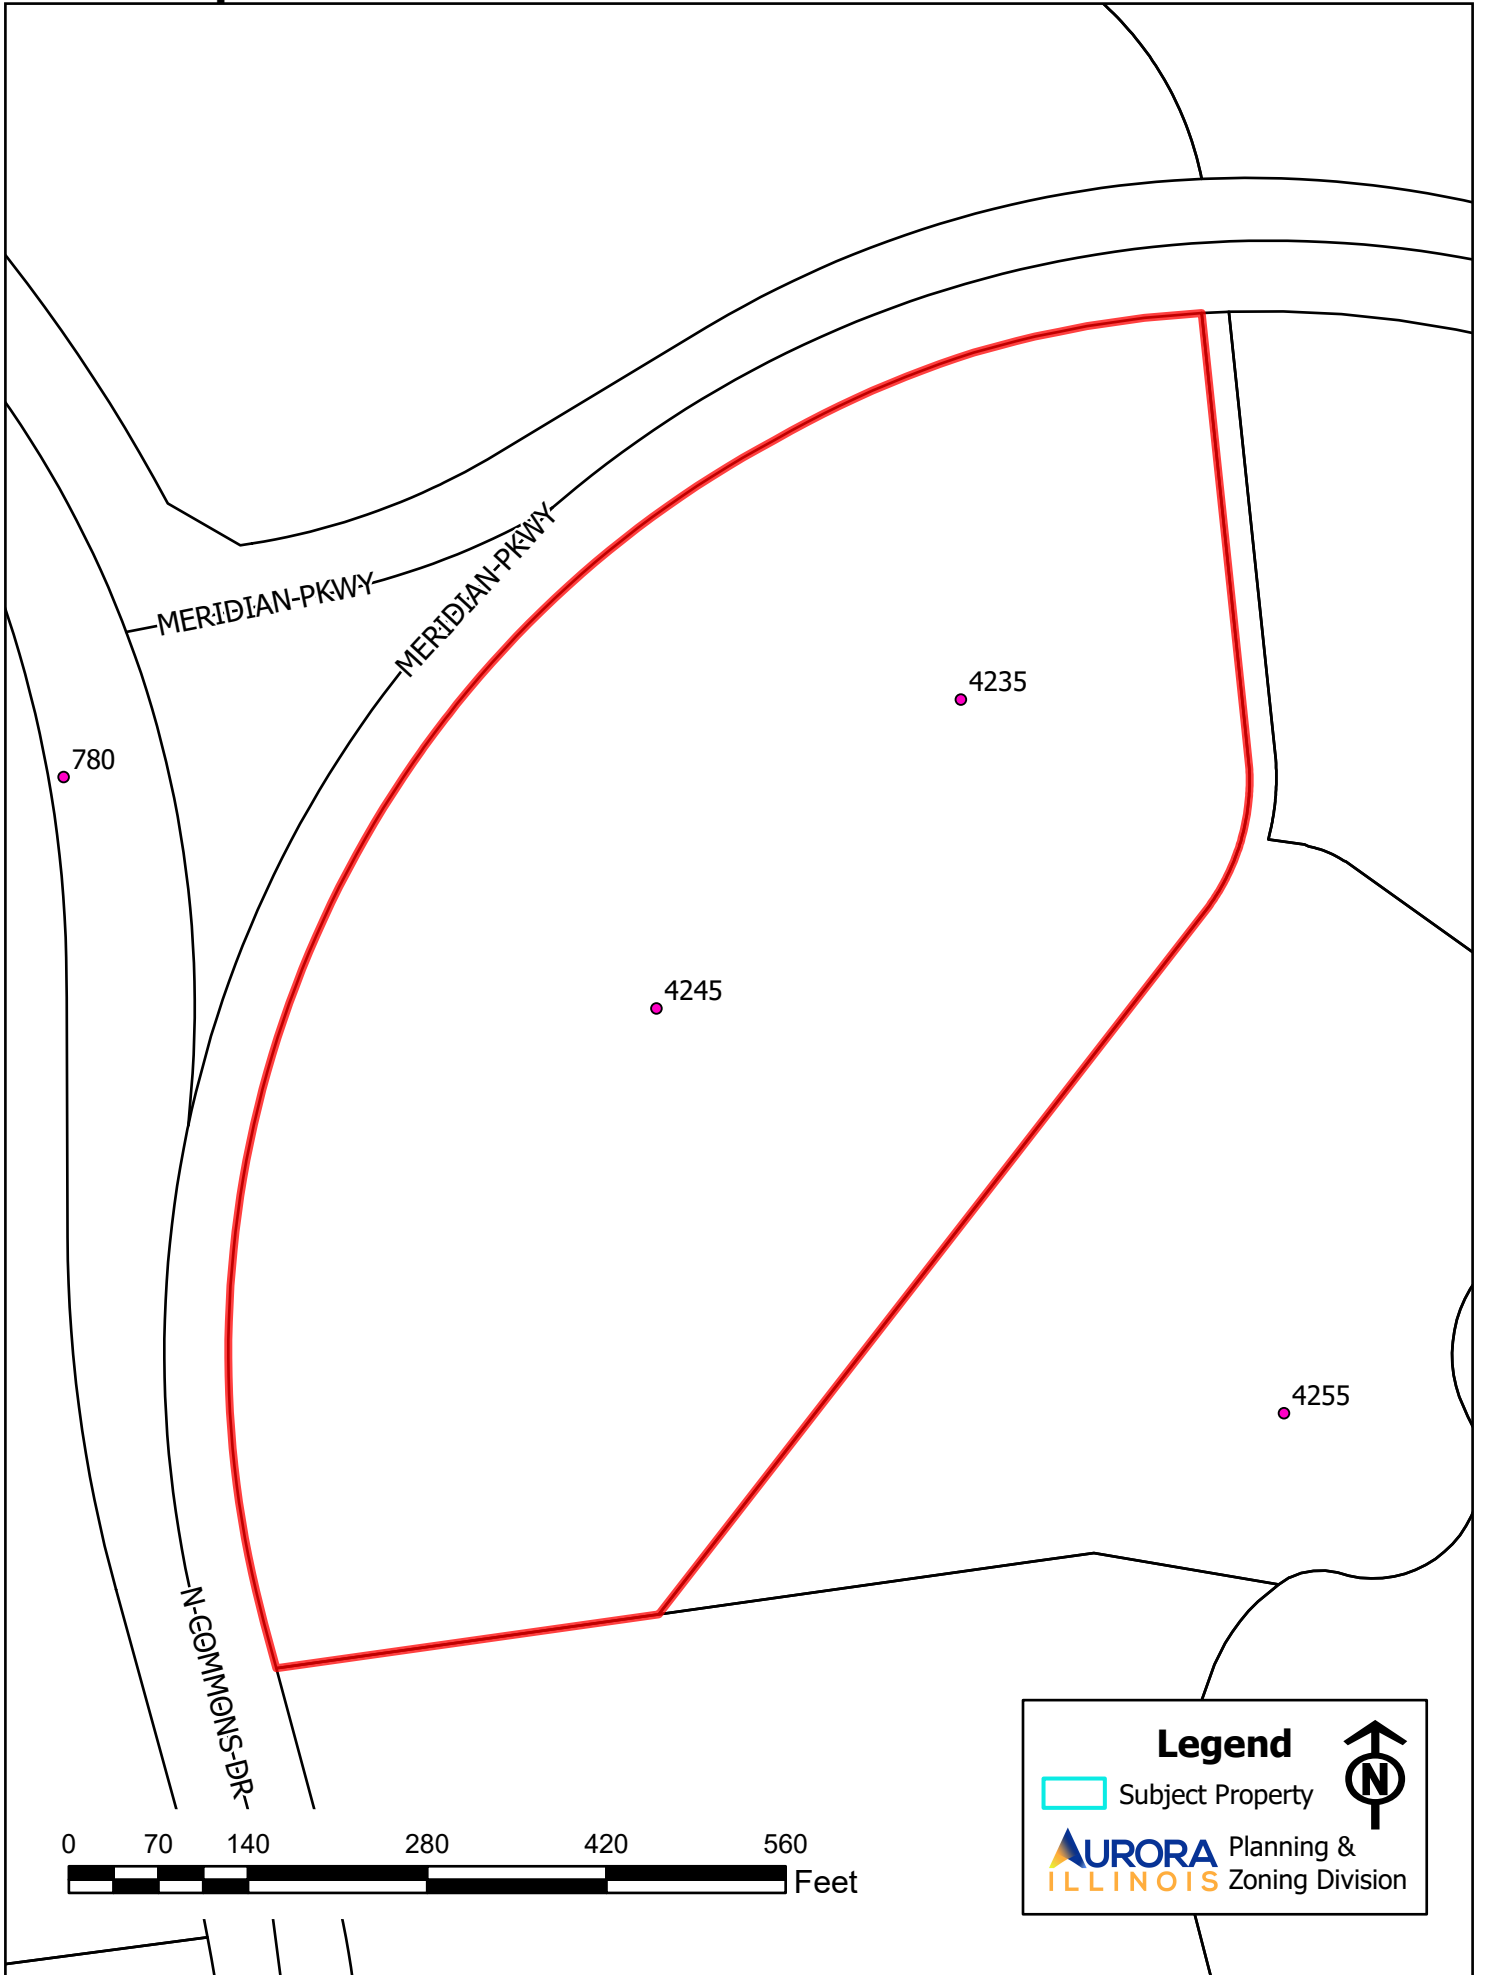 MERIDIAN PKWY
MERIDIAN PKWY
4235
780
4245
4255
N COMMONS DR
Legend
N
Subject Property
AURORA
ILLINOIS
Planning &
Zoning Division
0 70 140 280 420 560
Feet